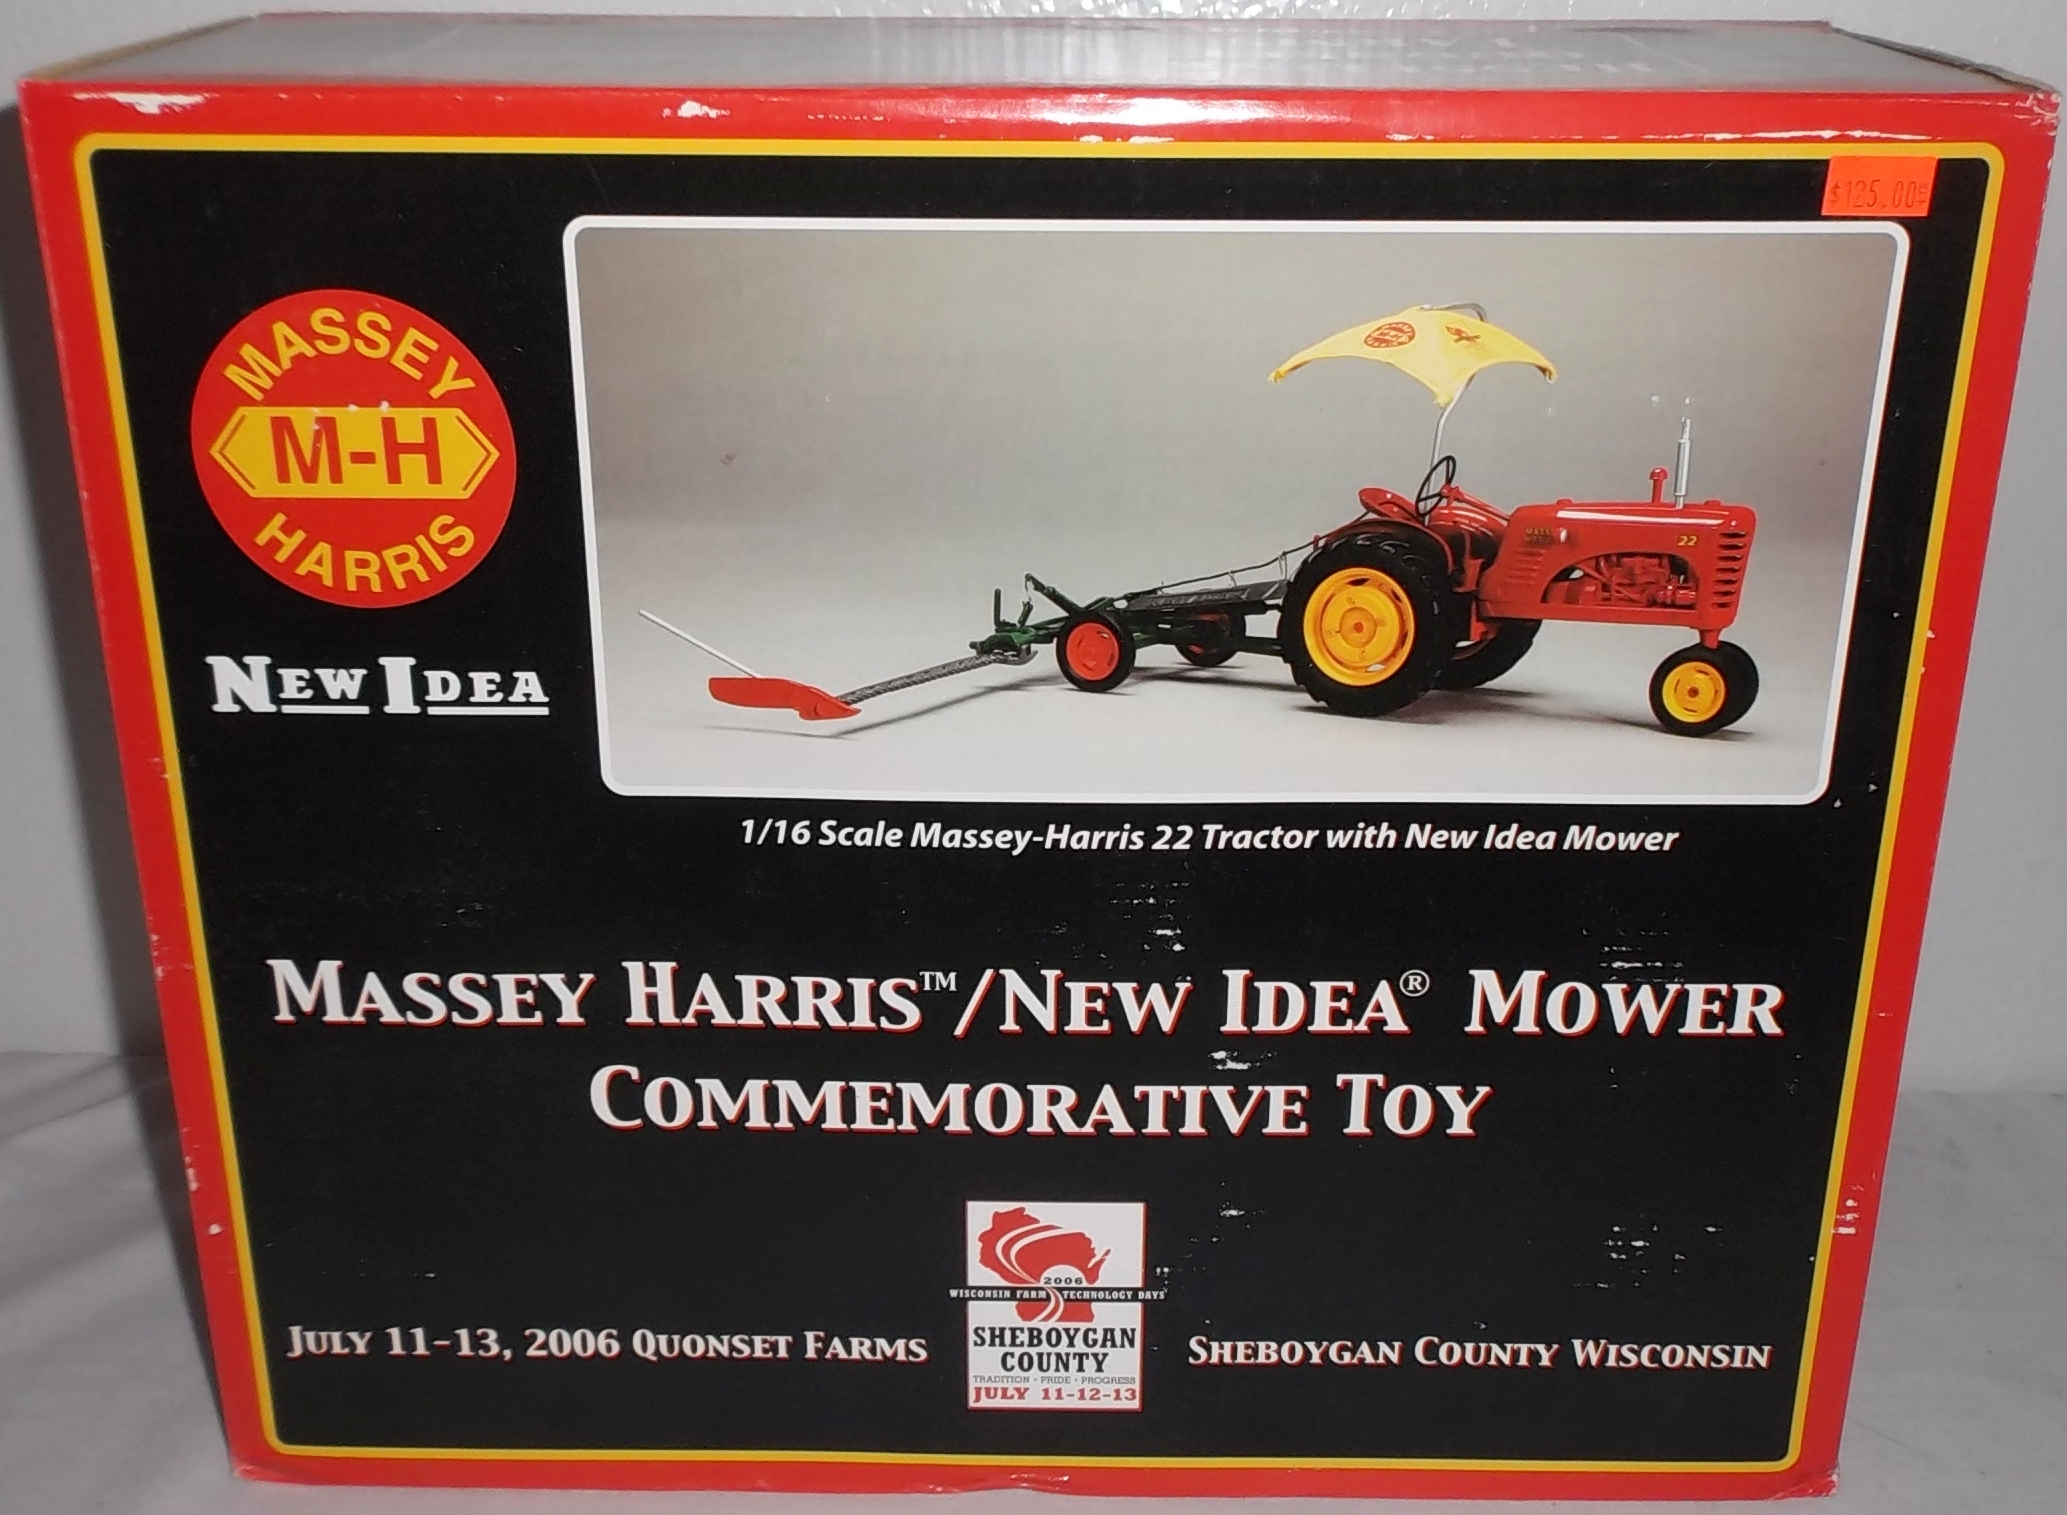 $125.00
MASSEY
M-H
HARRIS
NEW IDEA
22
1/16 Scale Massey-Harris 22 Tractor with New Idea Mower
MASSEY HARRIS™/NEW IDEA® MOWER
COMMEMORATIVE TOY
2006
WISCONSIN FARM TECHNOLOGY DAYS
SHEBOYGAN
COUNTY
TRADITION · PRIDE · PROGRESS
JULY 11-12-13
JULY 11-13, 2006 QUONSET FARMS
SHEBOYGAN COUNTY WISCONSIN